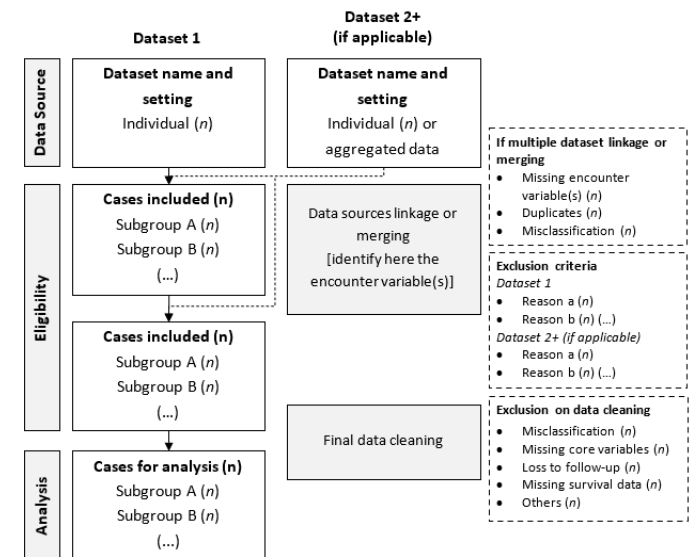 Dataset 1
Dataset 2+
(if applicable)
Data Source
Dataset name and
setting
Individual (n)
Dataset name and
setting
Individual (n) or
aggregated data
If multiple dataset linkage or
merging
• Missing encounter
variable(s) (n)
• Duplicates (n)
• Misclassification (n)
Eligibility
Cases included (n)
Subgroup A (n)
Subgroup B (n)
(...)
Data sources linkage or
merging
[identify here the
encounter variable(s)]
Exclusion criteria
Dataset 1
• Reason a (n)
• Reason b (n) (...)
Dataset 2+ (if applicable)
• Reason a (n)
• Reason b (n) (...)
Cases included (n)
Subgroup A (n)
Subgroup B (n)
(...)
Final data cleaning
Exclusion on data cleaning
• Misclassification (n)
• Missing core variables (n)
• Loss to follow-up (n)
• Missing survival data (n)
• Others (n)
Analysis
Cases for analysis (n)
Subgroup A (n)
Subgroup B (n)
(...)